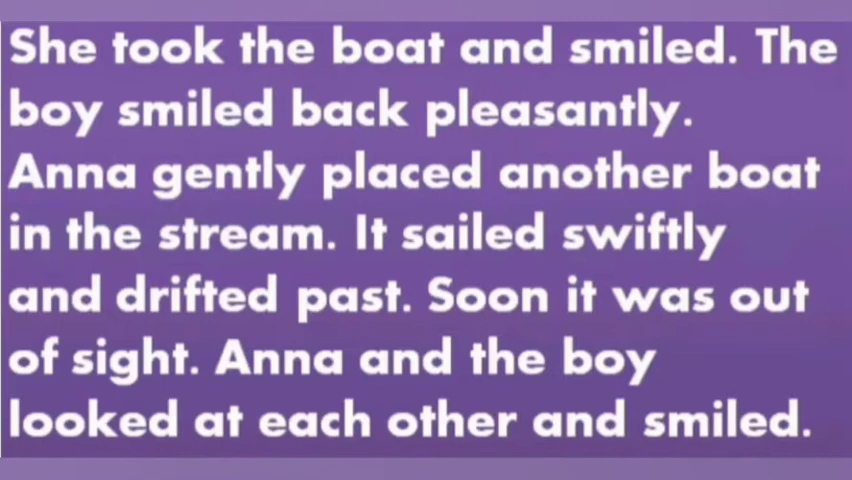 She took the boat and smiled. The
boy smiled back pleasantly.
Anna gently placed another boat
in the stream. It sailed swiftly
and drifted past. Soon it was out
of sight. Anna and the boy
looked at each other and smiled.